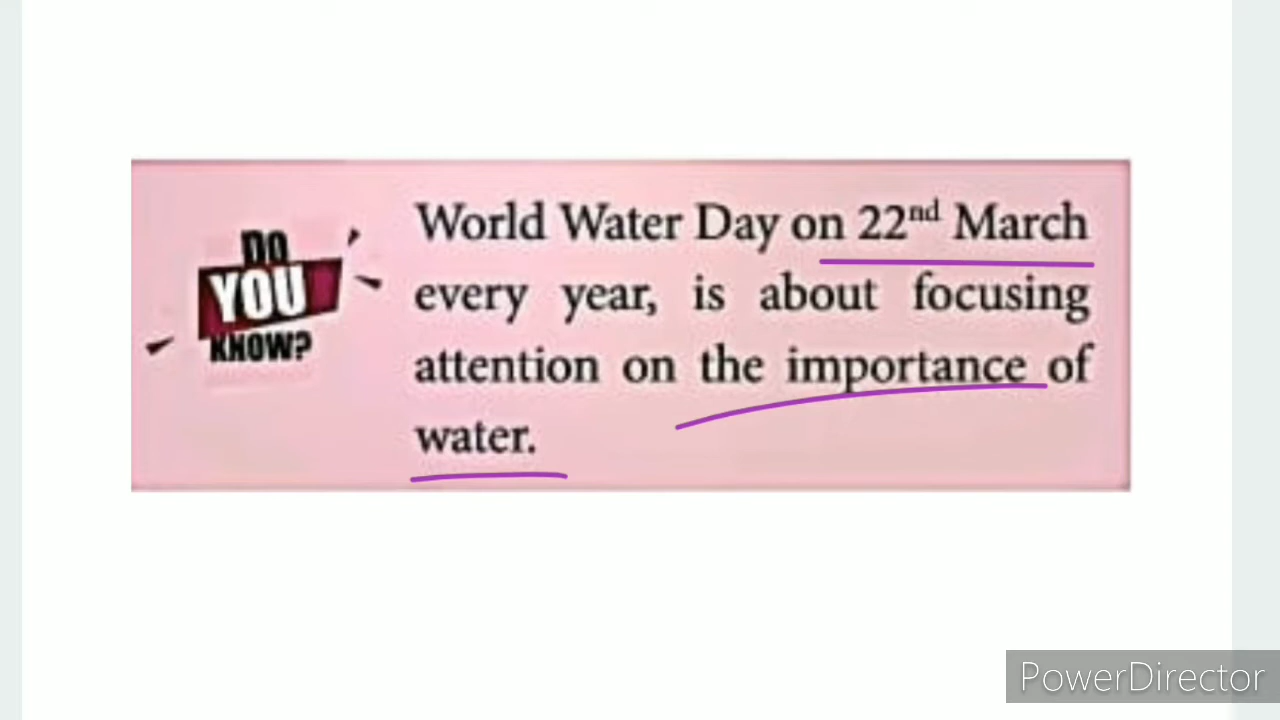 DO
YOU
KNOW?
World Water Day on 22nd March
every year, is about focusing
attention on the importance of
water.
PowerDirector